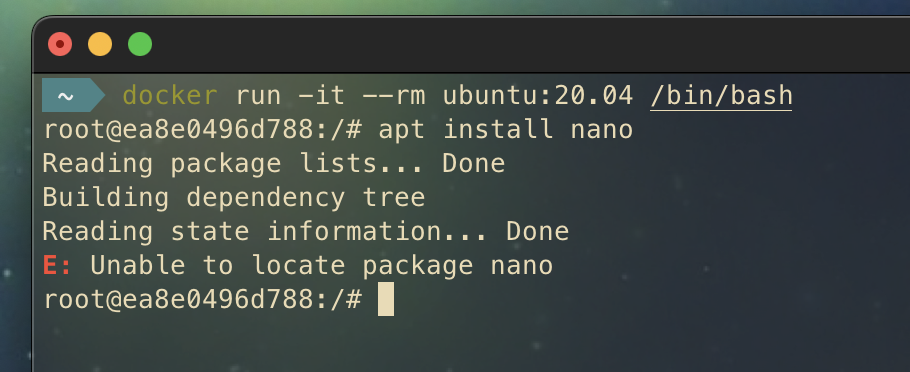 ~ docker run -it --rm ubuntu:20.04 /bin/bash
root@ea8e0496d788:/# apt install nano
Reading package lists... Done
Building dependency tree
Reading state information... Done
E: Unable to locate package nano
root@ea8e0496d788:/#